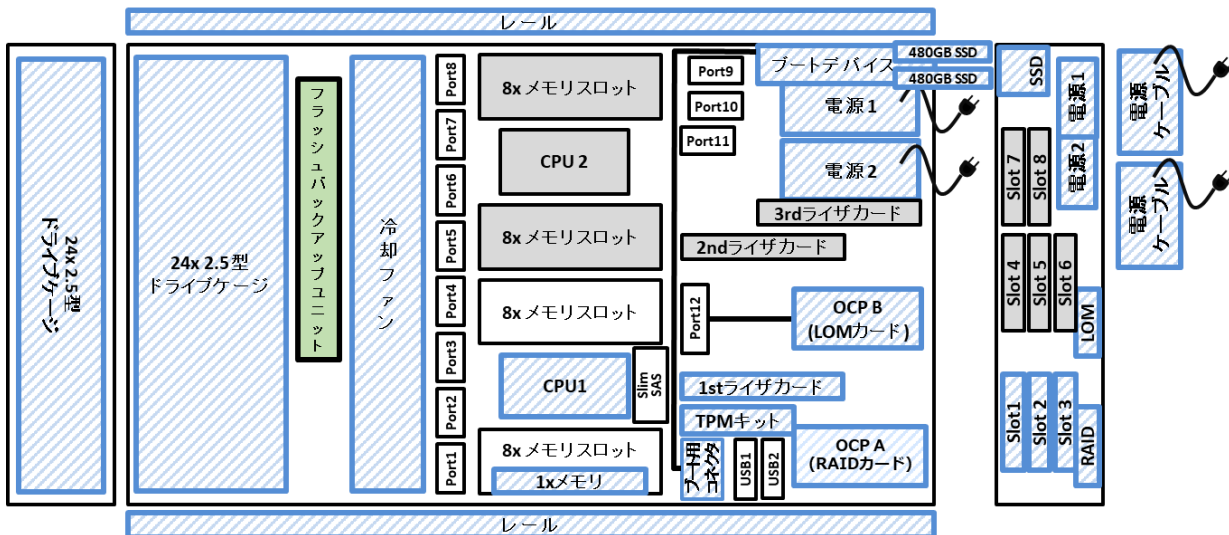 レール
24x 2.5型
ドライブケージ
24x 2.5型
ドライブケージ
フラッシュバックアップユニット
冷却ファン
Port8
Port7
Port6
Port5
Port4
Port3
Port2
Port1
8x メモリスロット
CPU 2
8x メモリスロット
8x メモリスロット
CPU1
Slim
SAS
8x メモリスロット
1xメモリ
Port9
Port10
Port11
ブートデバイス
480GB SSD
480GB SSD
電源1
電源2
3rdライザカード
2ndライザカード
Port12
OCP B
(LOMカード)
1stライザカード
TPMキット
ブート用
コネクタ
USB1
USB2
OCP A
(RAIDカード)
SSD
電源1
電源2
Slot 7
Slot 8
Slot 4
Slot 5
Slot 6
LOM
Slot1
Slot 2
Slot 3
RAID
電源
ケーブル
電源
ケーブル
レール